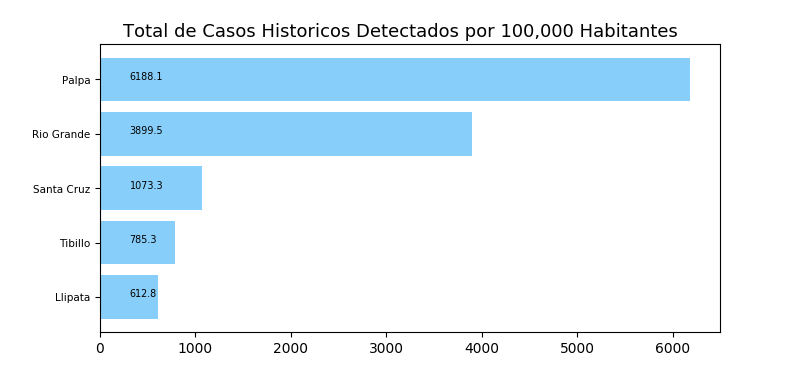 Total de Casos Historicos Detectados por 100,000 Habitantes
Palpa 6188.1
Rio Grande 3899.5
Santa Cruz 1073.3
Tibillo 785.3
Llipata 612.8
0 1000 2000 3000 4000 5000 6000